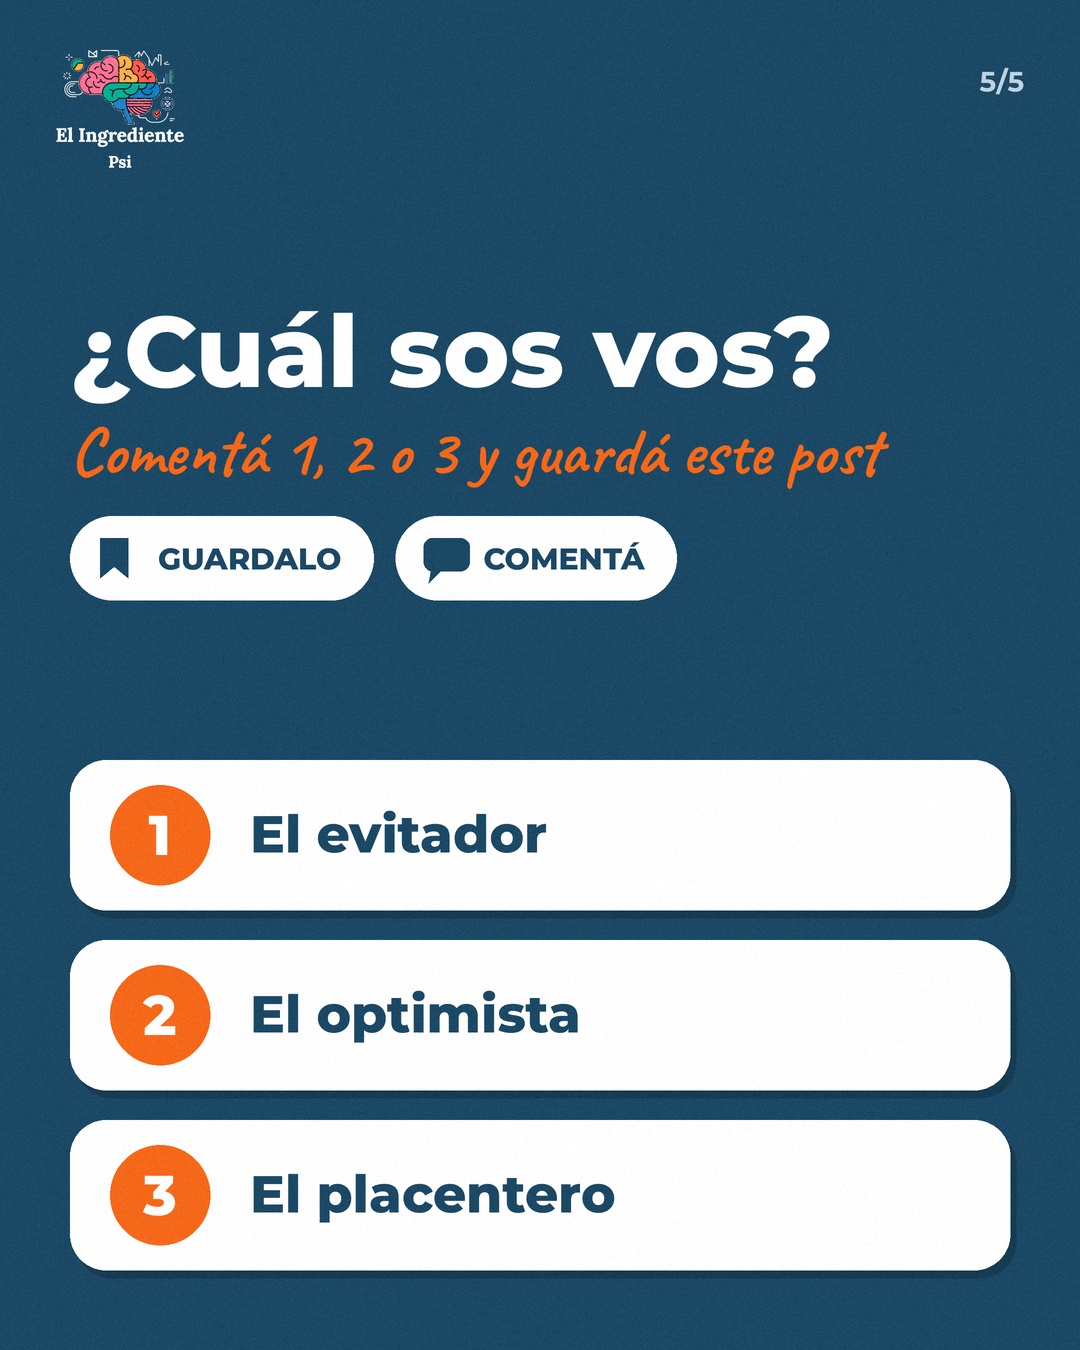 El Ingrediente
Psi
5/5
¿Cuál sos vos?
Comentá 1, 2 o 3 y guardá este post
GUARDALO
COMENTÁ
1 El evitador
2 El optimista
3 El placentero